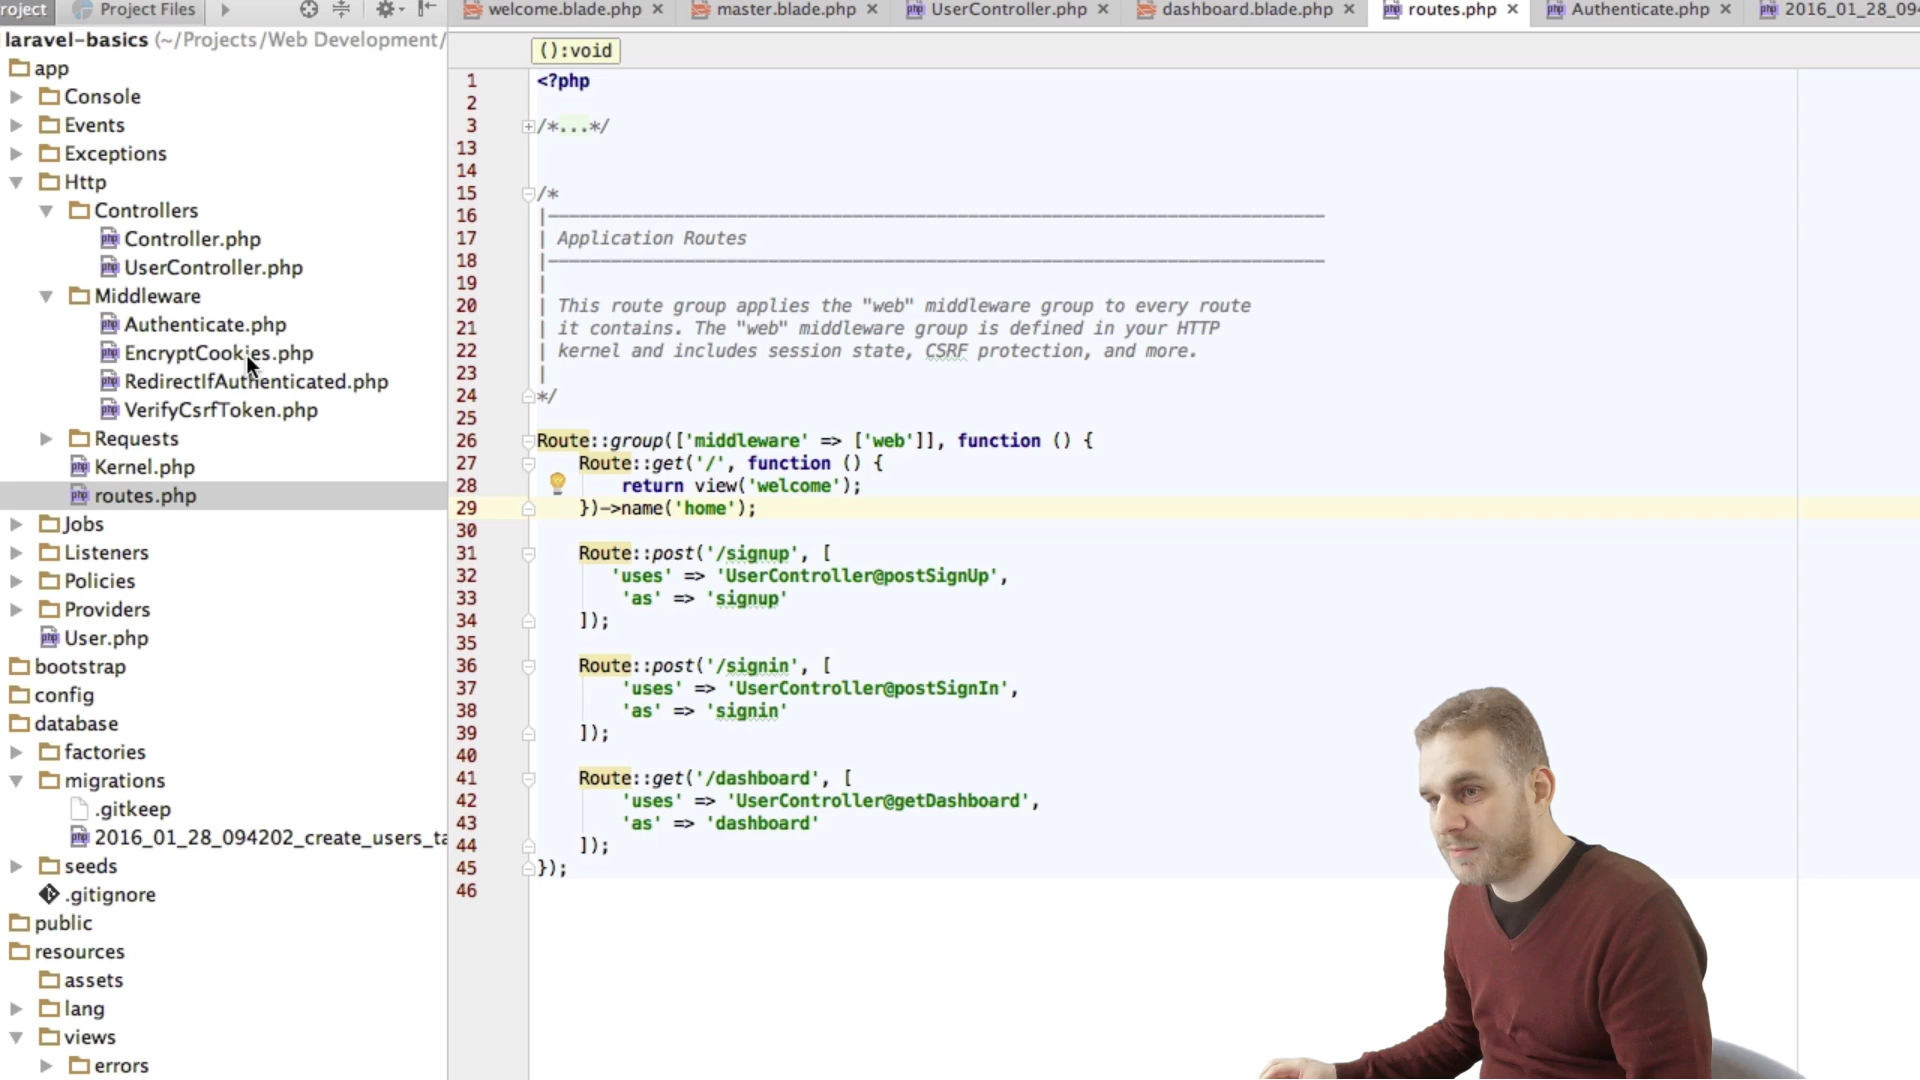 roject Project Files
welcome.blade.php master.blade.php UserController.php dashboard.blade.php routes.php Authenticate.php 2016_01_28_094
laravel-basics (~/Projects/Web Development/
app
Console
Events
Exceptions
Http
Controllers
Controller.php
UserController.php
Middleware
Authenticate.php
EncryptCookies.php
RedirectIfAuthenticated.php
VerifyCsrfToken.php
Requests
Kernel.php
routes.php
Jobs
Listeners
Policies
Providers
User.php
bootstrap
config
database
factories
migrations
.gitkeep
2016_01_28_094202_create_users_ta
seeds
.gitignore
public
resources
assets
lang
views
errors
():void
1 <?php
2
3 /*...*/
13
14
15 /*
16 |--------------------------------------------------------------------------
17 | Application Routes
18 |--------------------------------------------------------------------------
19 |
20 | This route group applies the "web" middleware group to every route
21 | it contains. The "web" middleware group is defined in your HTTP
22 | kernel and includes session state, CSRF protection, and more.
23 |
24 */
25
26 Route::group(['middleware' => ['web']], function () {
27 Route::get('/', function () {
28 return view('welcome');
29 })->name('home');
30
31 Route::post('/signup', [
32 'uses' => 'UserController@postSignUp',
33 'as' => 'signup'
34 ]);
35
36 Route::post('/signin', [
37 'uses' => 'UserController@postSignIn',
38 'as' => 'signin'
39 ]);
40
41 Route::get('/dashboard', [
42 'uses' => 'UserController@getDashboard',
43 'as' => 'dashboard'
44 ]);
45 });
46